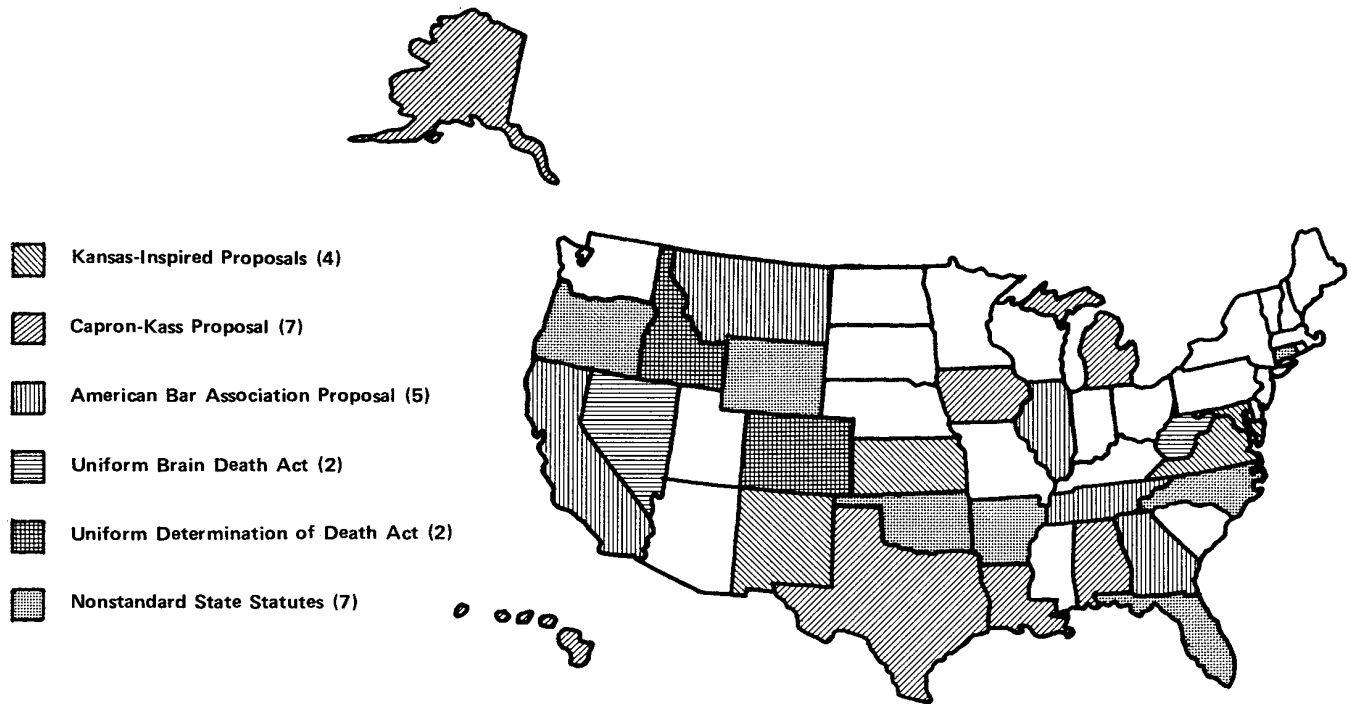 Kansas-Inspired Proposals (4)
Capron-Kass Proposal (7)
American Bar Association Proposal (5)
Uniform Brain Death Act (2)
Uniform Determination of Death Act (2)
Nonstandard State Statutes (7)